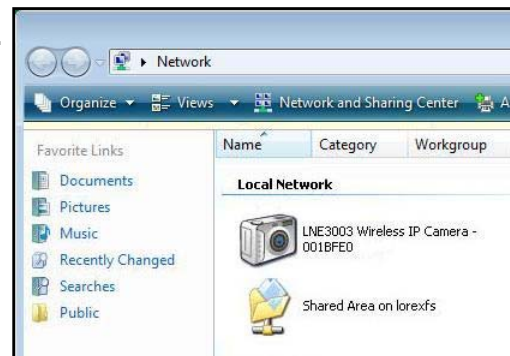 Network
Organize Views Network and Sharing Center A
Favorite Links
Documents
Pictures
Music
Recently Changed
Searches
Public
Name Category Workgroup
Local Network
LNE3003 Wireless IP Camera -
001BFE0
Shared Area on lorexfs